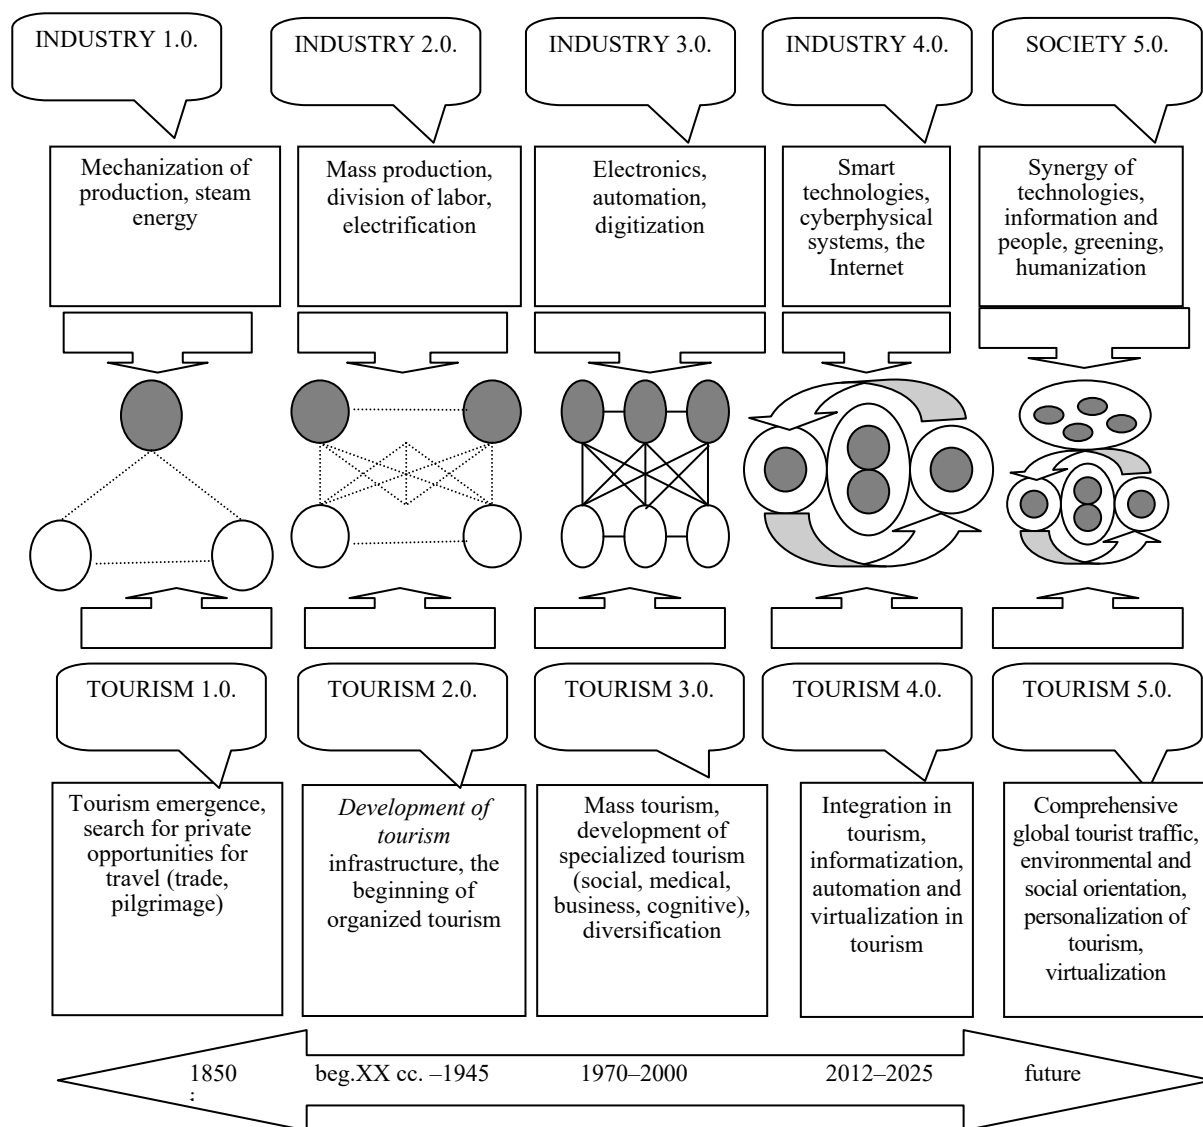 INDUSTRY 1.0.
INDUSTRY 2.0.
INDUSTRY 3.0.
INDUSTRY 4.0.
SOCIETY 5.0.
Mechanization of
production, steam
energy
Mass production,
division of labor,
electrification
Electronics,
automation,
digitization
Smart
technologies,
cyberphysical
systems, the
Internet
Synergy of
technologies,
information and
people, greening,
humanization
TOURISM 1.0.
TOURISM 2.0.
TOURISM 3.0.
TOURISM 4.0.
TOURISM 5.0.
Tourism emergence,
search for private
opportunities for
travel (trade,
pilgrimage)
Development of
tourism
infrastructure, the
beginning of
organized tourism
Mass tourism,
development of
specialized tourism
(social, medical,
business, cognitive),
diversification
Integration in
tourism,
informatization,
automation and
virtualization in
tourism
Comprehensive
global tourist traffic,
environmental and
social orientation,
personalization of
tourism,
virtualization
1850
:
beg.XX cc. –1945
1970–2000
2012–2025
future